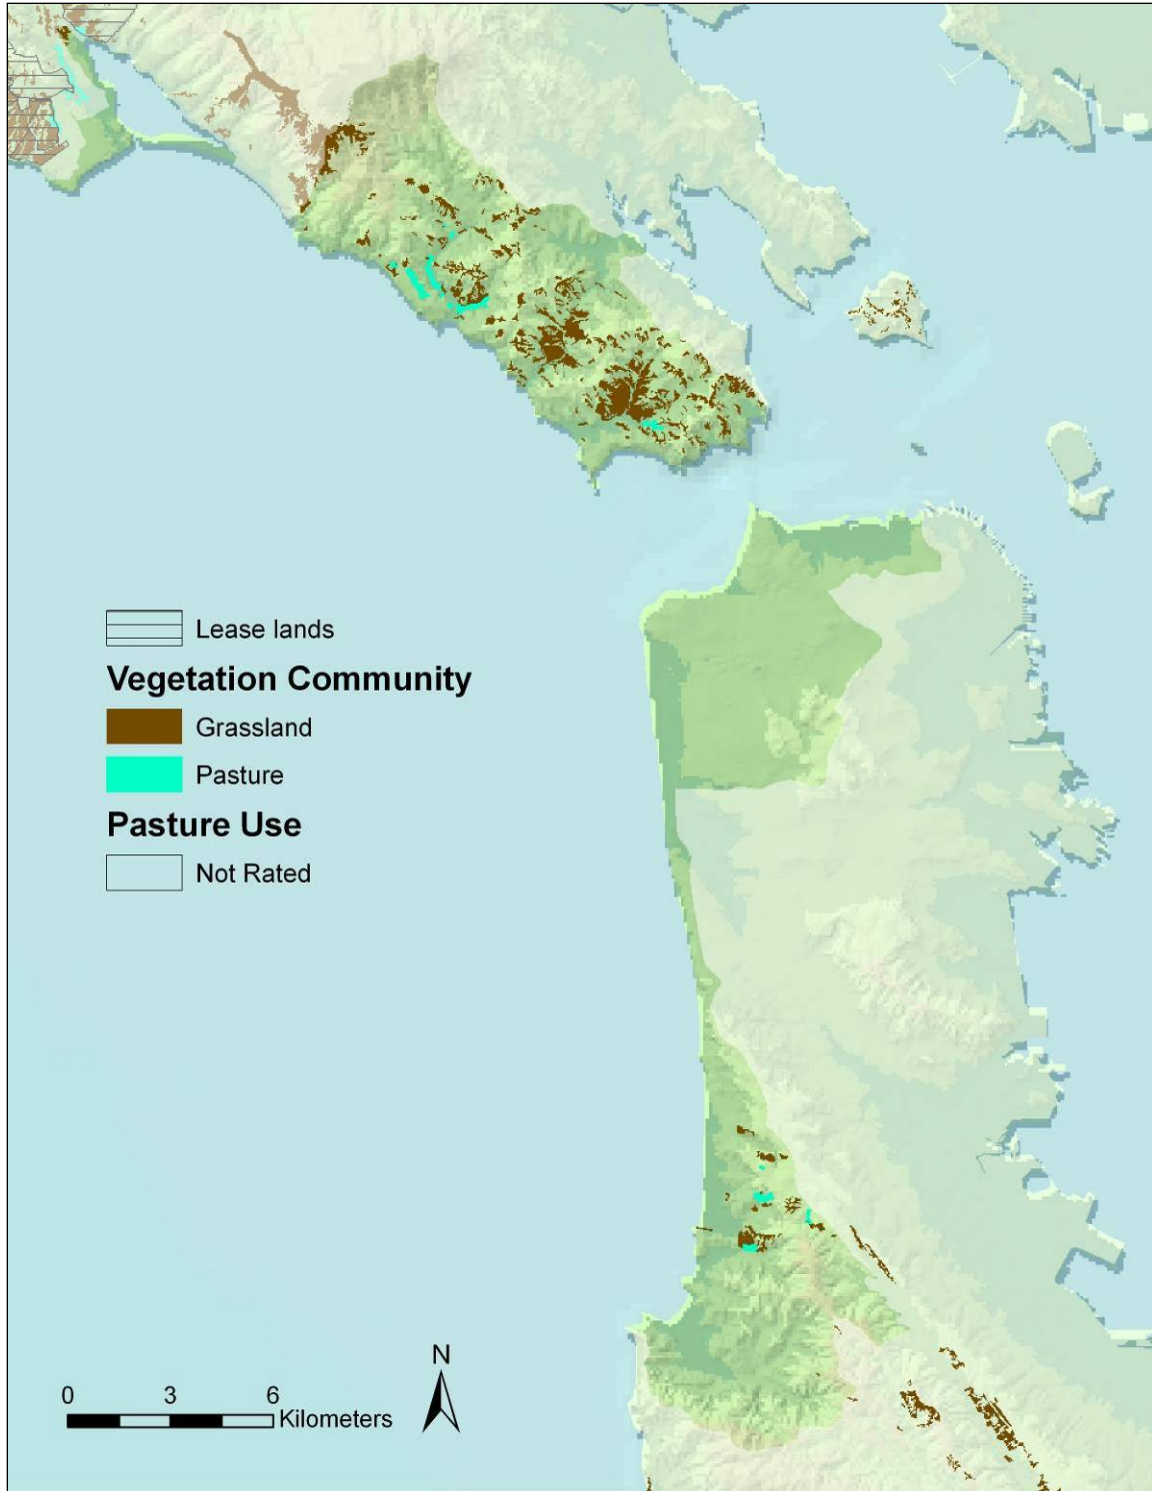 Lease lands
Vegetation Community
Grassland
Pasture
Pasture Use
Not Rated
N
0 3 6
Kilometers